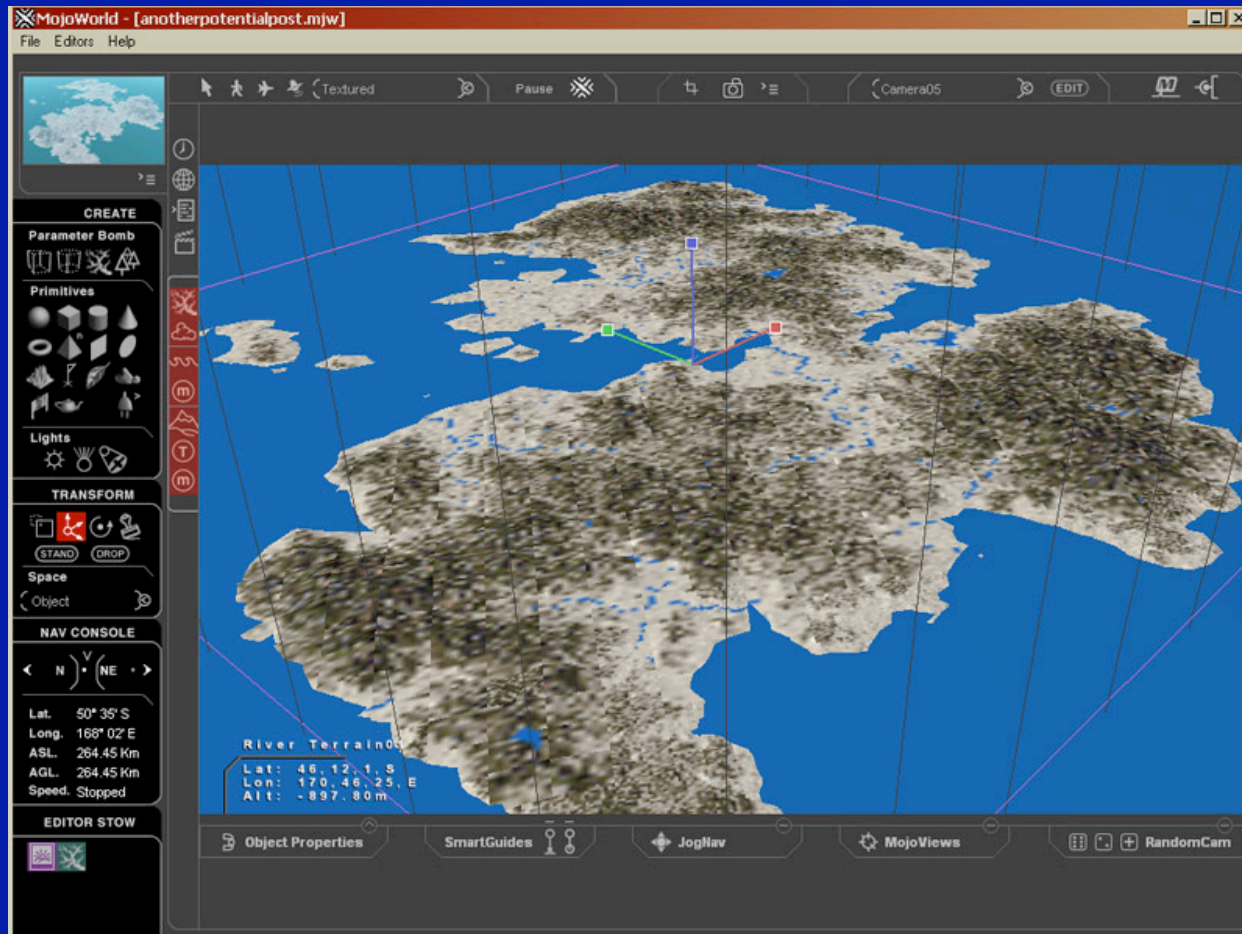 MojoWorld - [anotherpotentialpost.mjw]
File Editors Help
Textured
Pause
Camera05
EDIT
CREATE
Parameter Bomb
Primitives
n
Lights
TRANSFORM
STAND DROP
Space
Object
NAV CONSOLE
N V NE
Lat. 50° 35' S
Long. 168° 02' E
ASL. 264.45 Km
AGL. 264.45 Km
Speed. Stopped
EDITOR STOW
m
T
m
River Terrain0
Lat: 46, 12, 1, S
Lon: 170, 46, 25, E
Alt: -897.80m
Object Properties
SmartGuides
JogNav
MojoViews
RandomCam